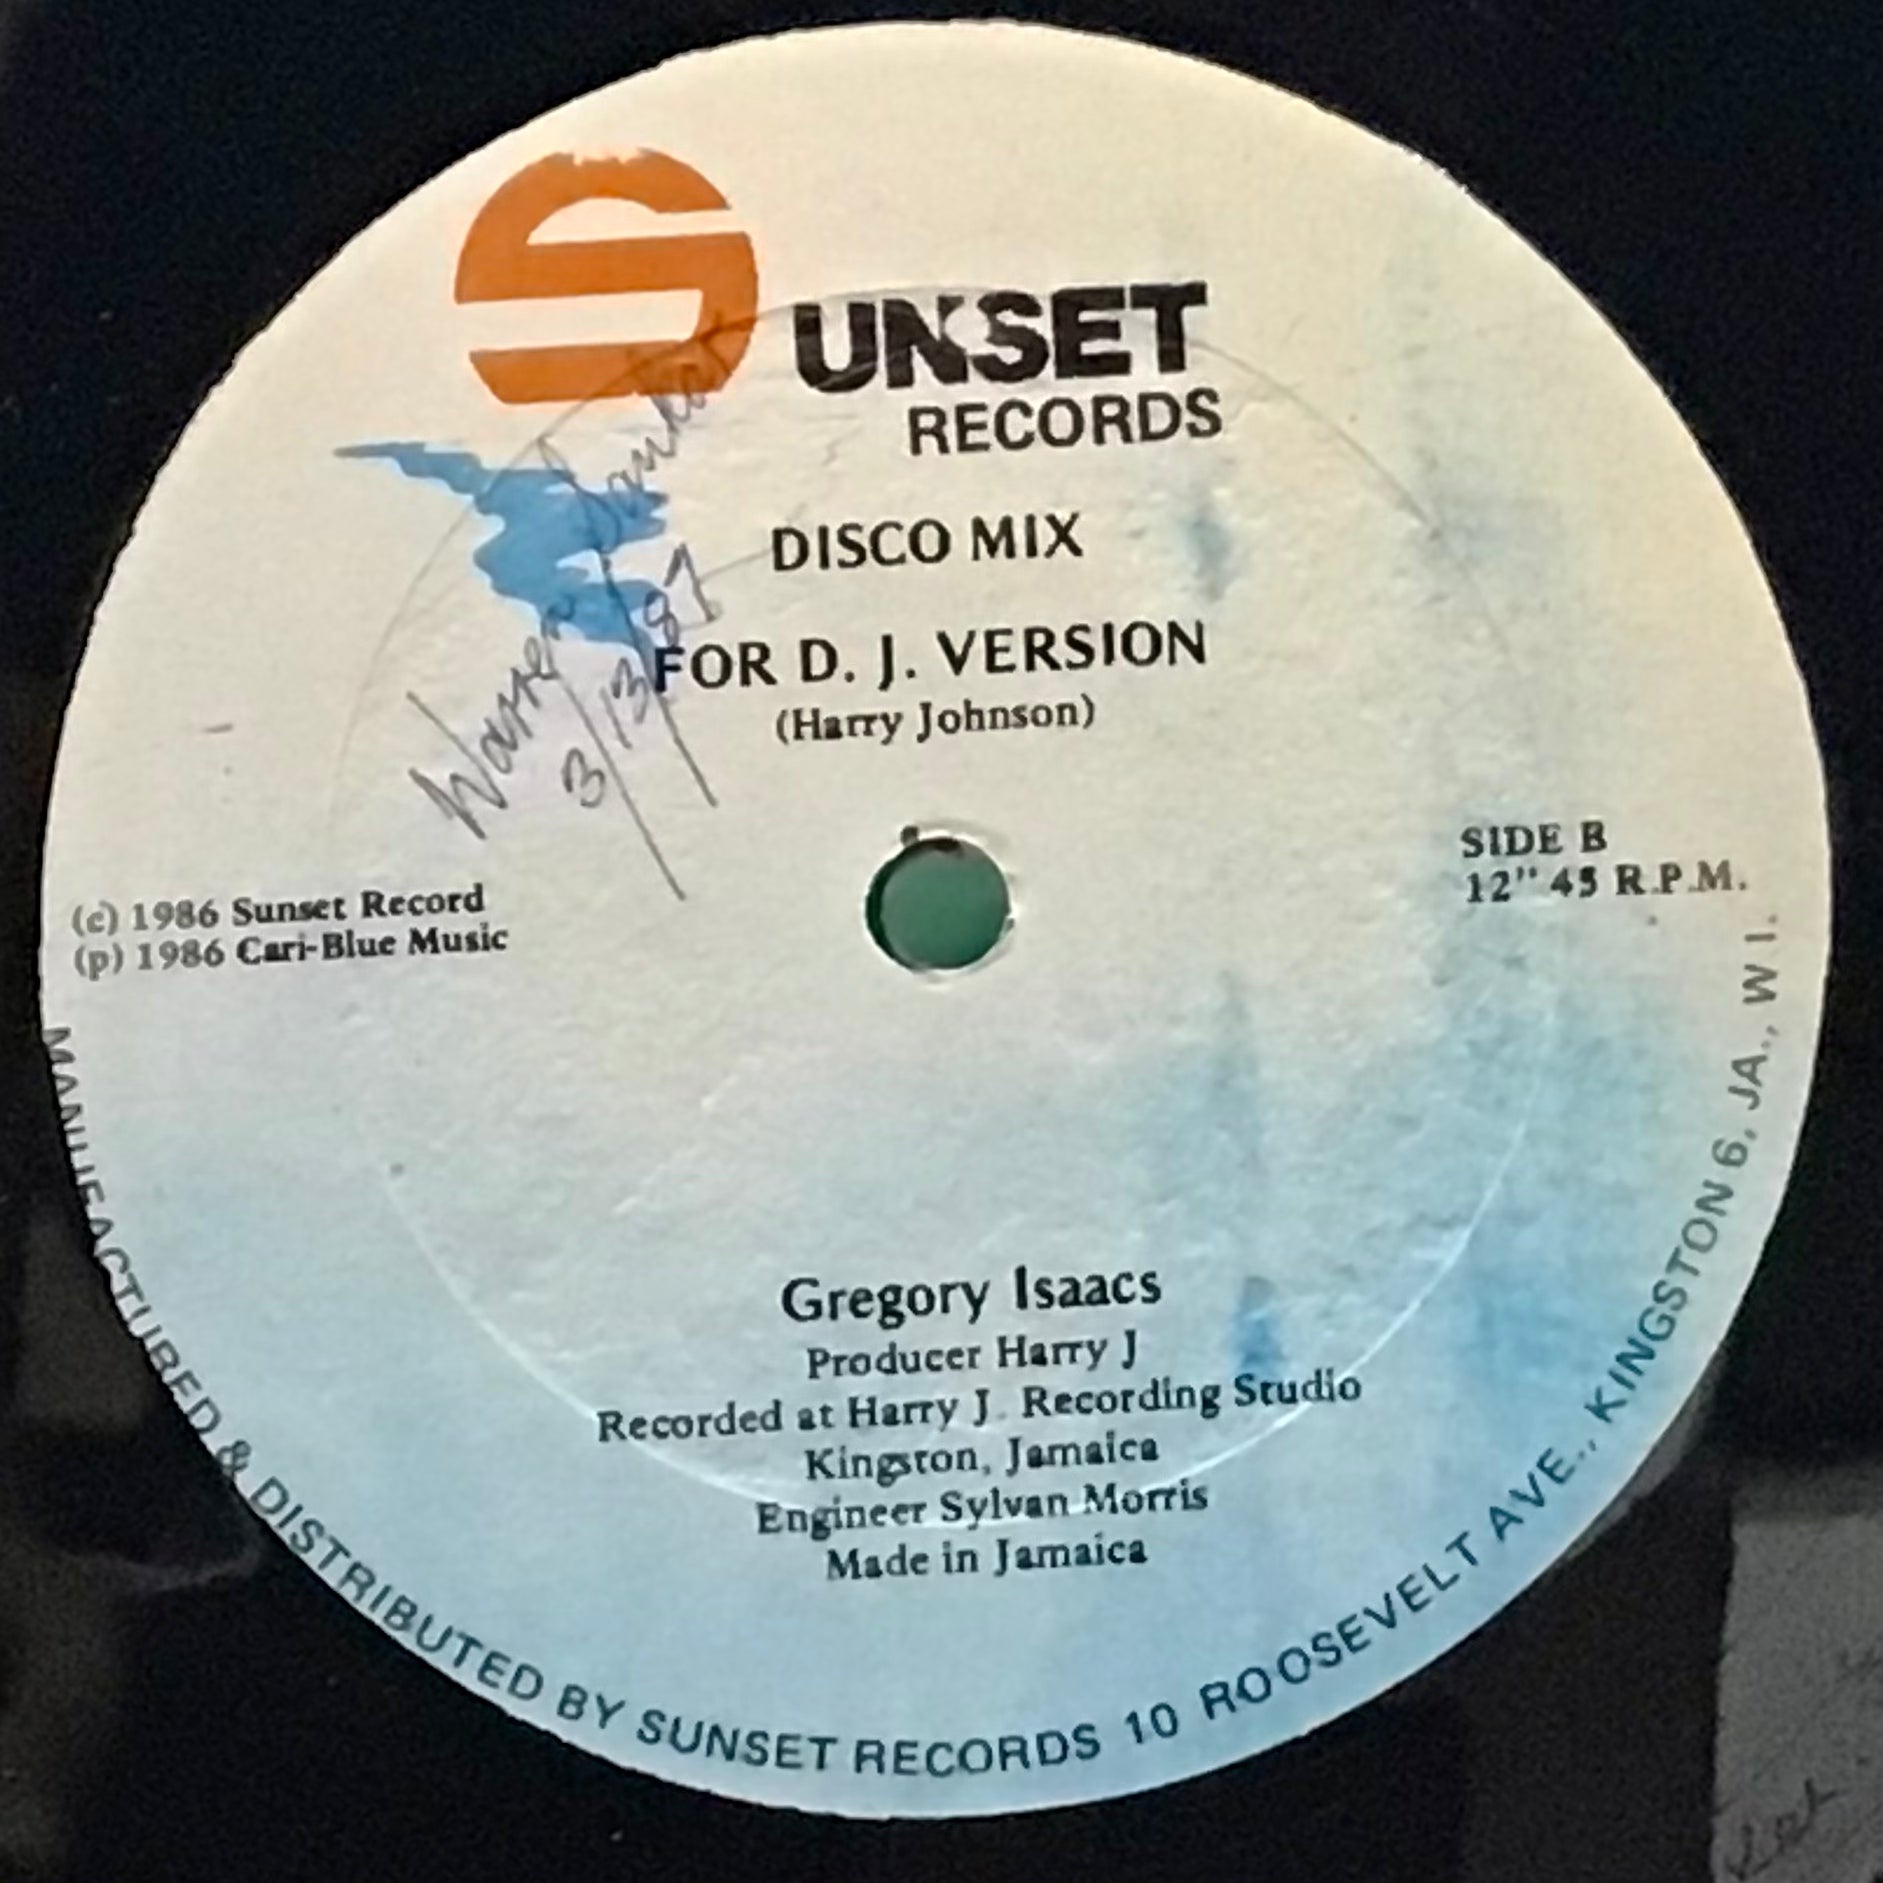 SUNSET
RECORDS
DISCO MIX
FOR D. J. VERSION
(Harry Johnson)
Warren
3/13/87
SIDE B
12" 45 R.P.M.
(c) 1986 Sunset Record
(p) 1986 Cari-Blue Music
Gregory Isaacs
Producer Harry J
Recorded at Harry J. Recording Studio
Kingston, Jamaica
Engineer Sylvan Morris
Made in Jamaica
MANUFACTURED & DISTRIBUTED BY SUNSET RECORDS 10 ROOSEVELT AVE., KINGSTON 6, JA., W I.